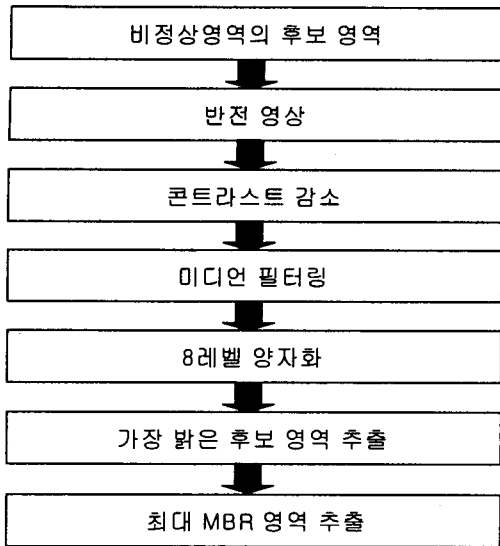 비정상영역의 후보 영역
반전 영상
콘트라스트 감소
미디언 필터링
8레벨 양자화
가장 밝은 후보 영역 추출
최대 MBR 영역 추출